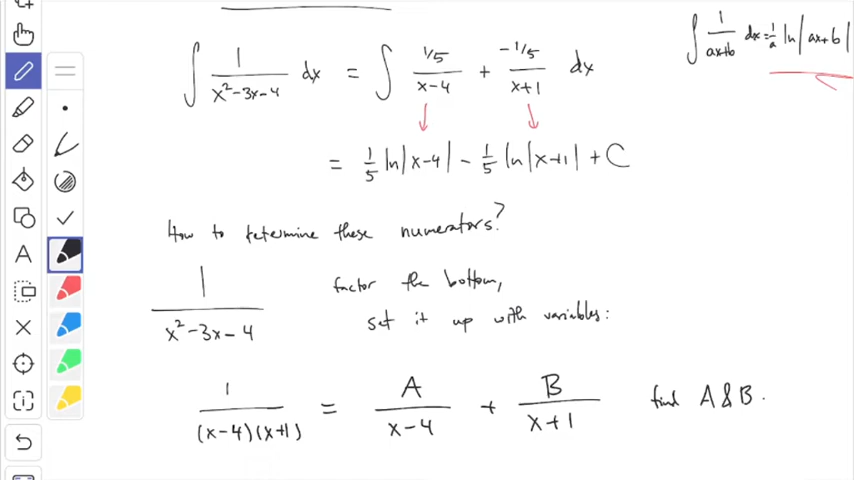 ∫ 1/(x²-3x-4) dx = ∫ (1/5)/(x-4) + (-1/5)/(x+1) dx
∫ 1/(ax+b) dx = 1/a ln|ax+b|
= 1/5 ln|x-4| - 1/5 ln|x+1| + C
How to determine these numerators?
1/(x²-3x-4) factor the bottom,
set it up with variables:
1/((x-4)(x+1)) = A/(x-4) + B/(x+1) find A & B.
A